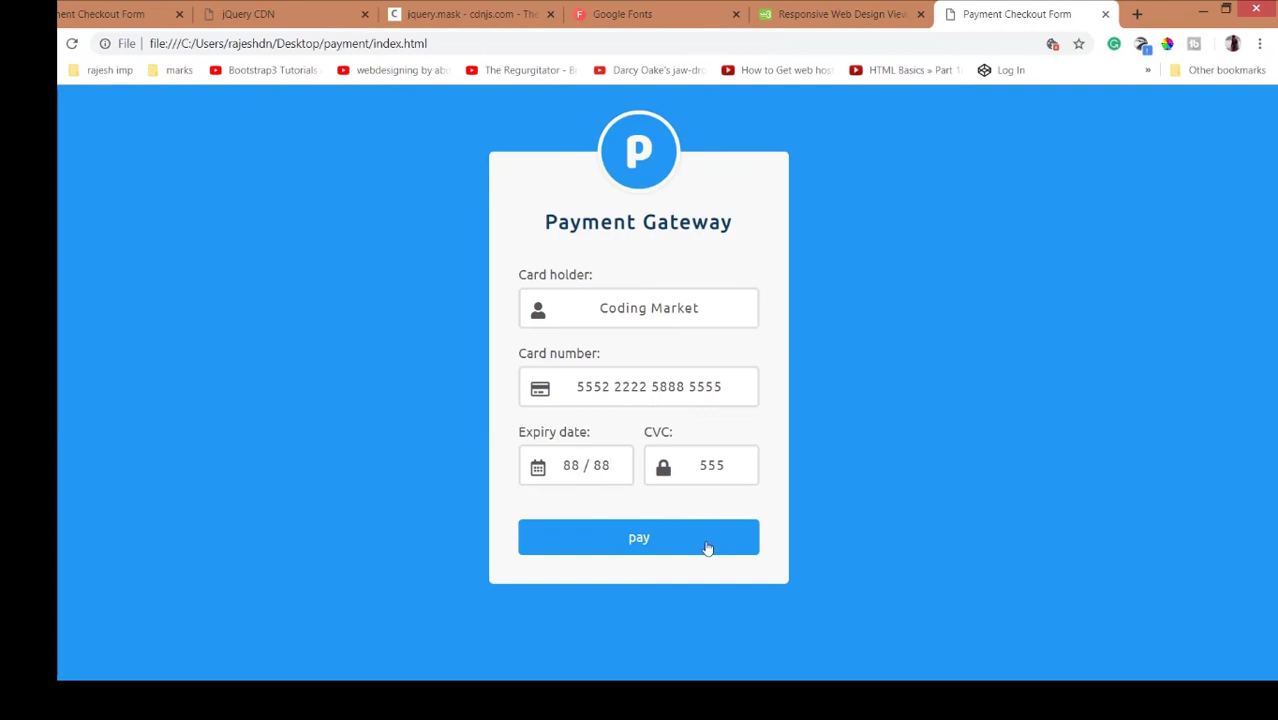 ment Checkout Form
jQuery CDN
jquery.mask - cdnjs.com - The
Google Fonts
Responsive Web Design View
Payment Checkout Form
File
file:///C:/Users/rajeshdn/Desktop/payment/index.html
rajesh imp
marks
Bootstrap3 Tutorials
webdesigning by abs
The Regurgitator - B
Darcy Oake's jaw-dro
How to Get web host
HTML Basics » Part 1
Log In
»
Other bookmarks
P
Payment Gateway
Card holder:
Coding Market
Card number:
5552 2222 5888 5555
Expiry date:
CVC:
88 / 88
555
pay